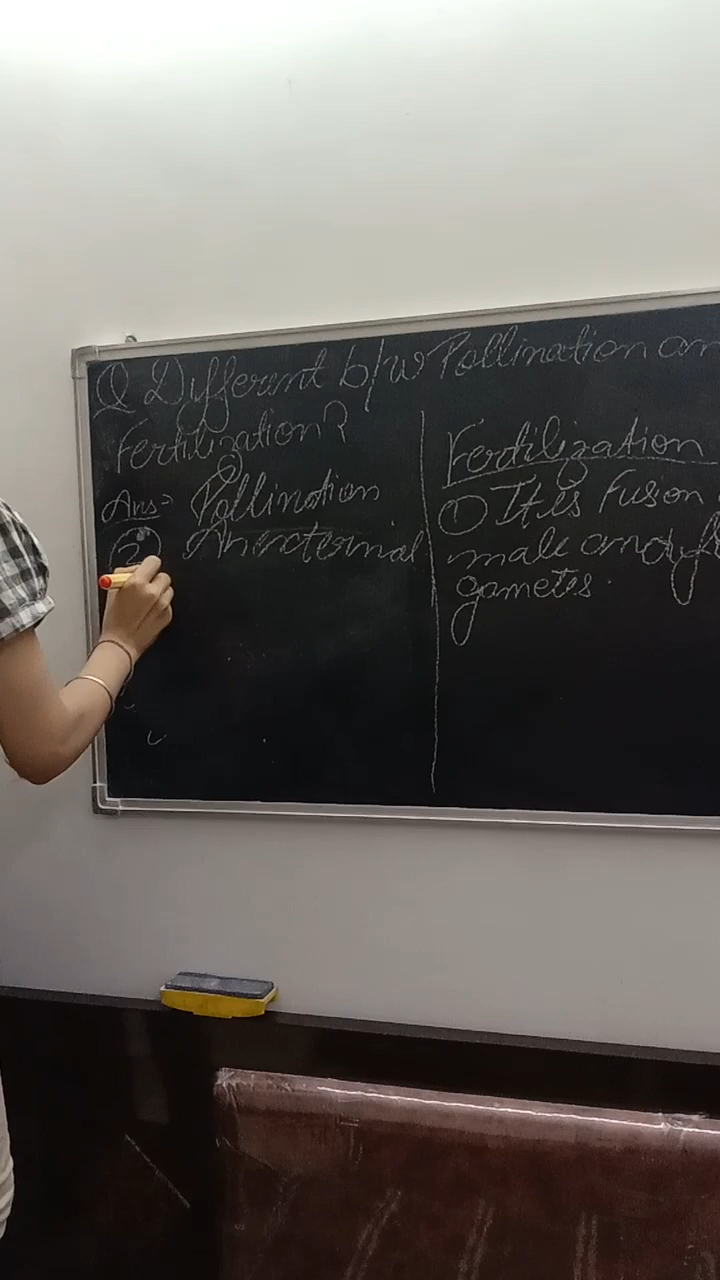 Q Different b/w Pollination an
Fertilization?
Ans⇒ Pollination
② An external
Fertilization
① It is Fusion
male and f
gametes.